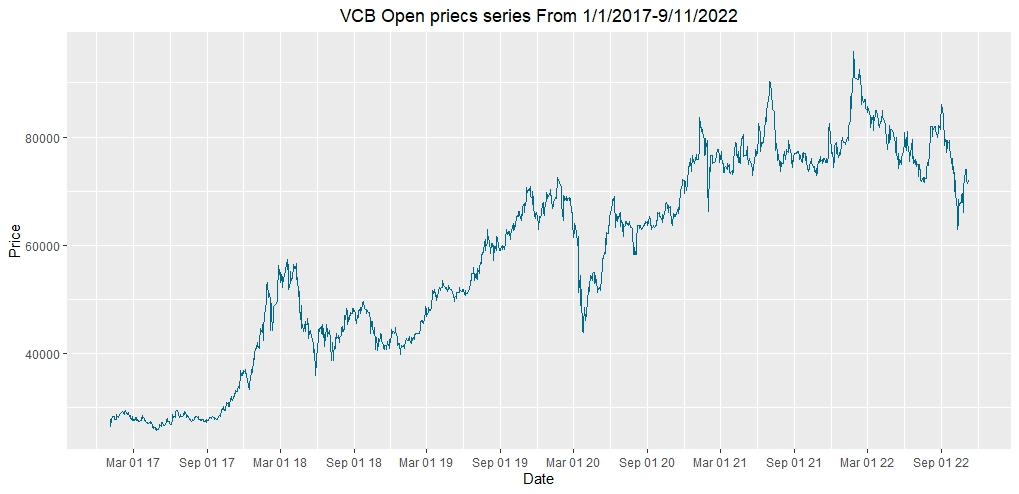 VCB Open priecs series From 1/1/2017-9/11/2022
Price
80000
60000
40000
Mar 01 17 Sep 01 17 Mar 01 18 Sep 01 18 Mar 01 19 Sep 01 19 Mar 01 20 Sep 01 20 Mar 01 21 Sep 01 21 Mar 01 22 Sep 01 22
Date